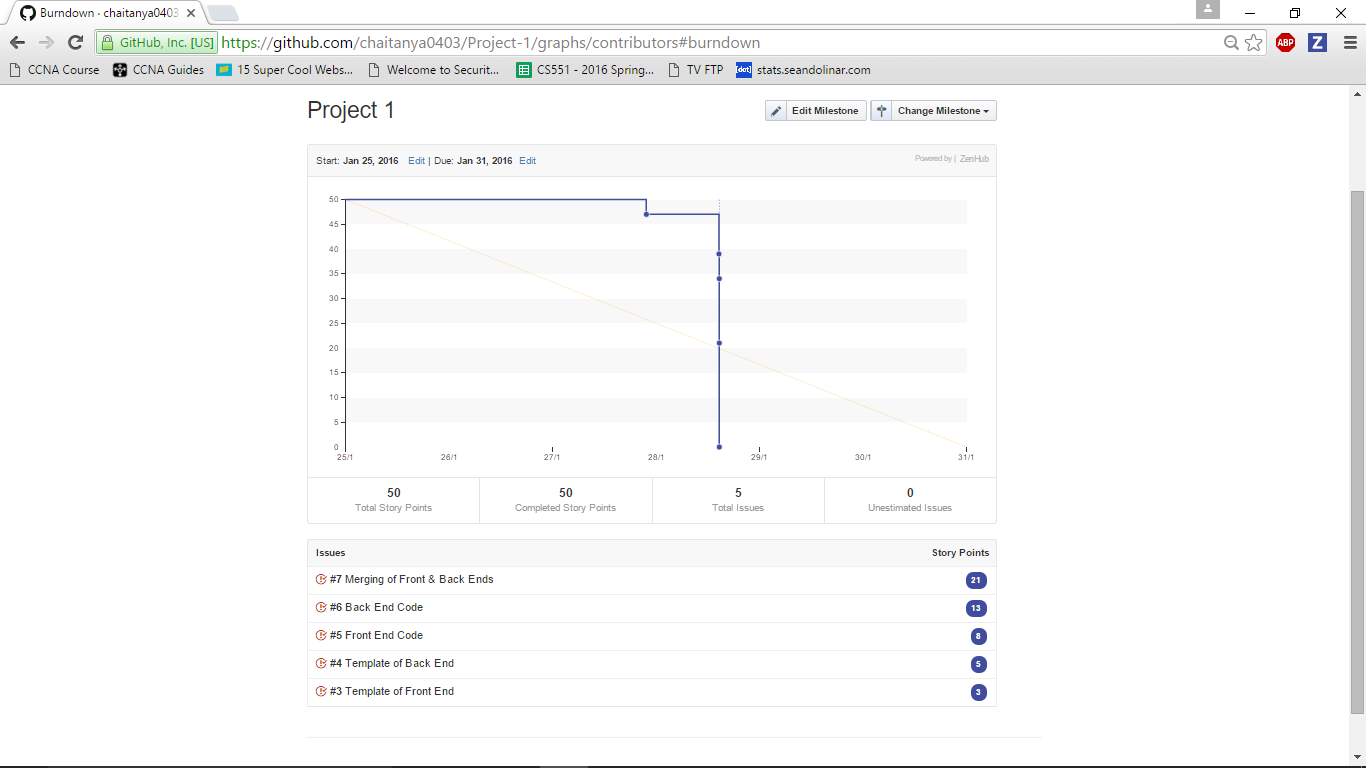 Burndown · chaitanya0403
GitHub, Inc. [US] https://github.com/chaitanya0403/Project-1/graphs/contributors#burndown
ABP Z
CCNA Course CCNA Guides 15 Super Cool Webs... Welcome to Securit... CS551 - 2016 Spring... TV FTP [dot] stats.seandolinar.com
Project 1 Edit Milestone Change Milestone
Start: Jan 25, 2016 Edit | Due: Jan 31, 2016 Edit Powered by | ZenHub
50
45
40
35
30
25
20
15
10
5
0
25/1 26/1 27/1 28/1 29/1 30/1 31/1
50 50 5 0
Total Story Points Completed Story Points Total Issues Unestimated Issues
Issues Story Points
#7 Merging of Front & Back Ends 21
#6 Back End Code 13
#5 Front End Code 8
#4 Template of Back End 5
#3 Template of Front End 3